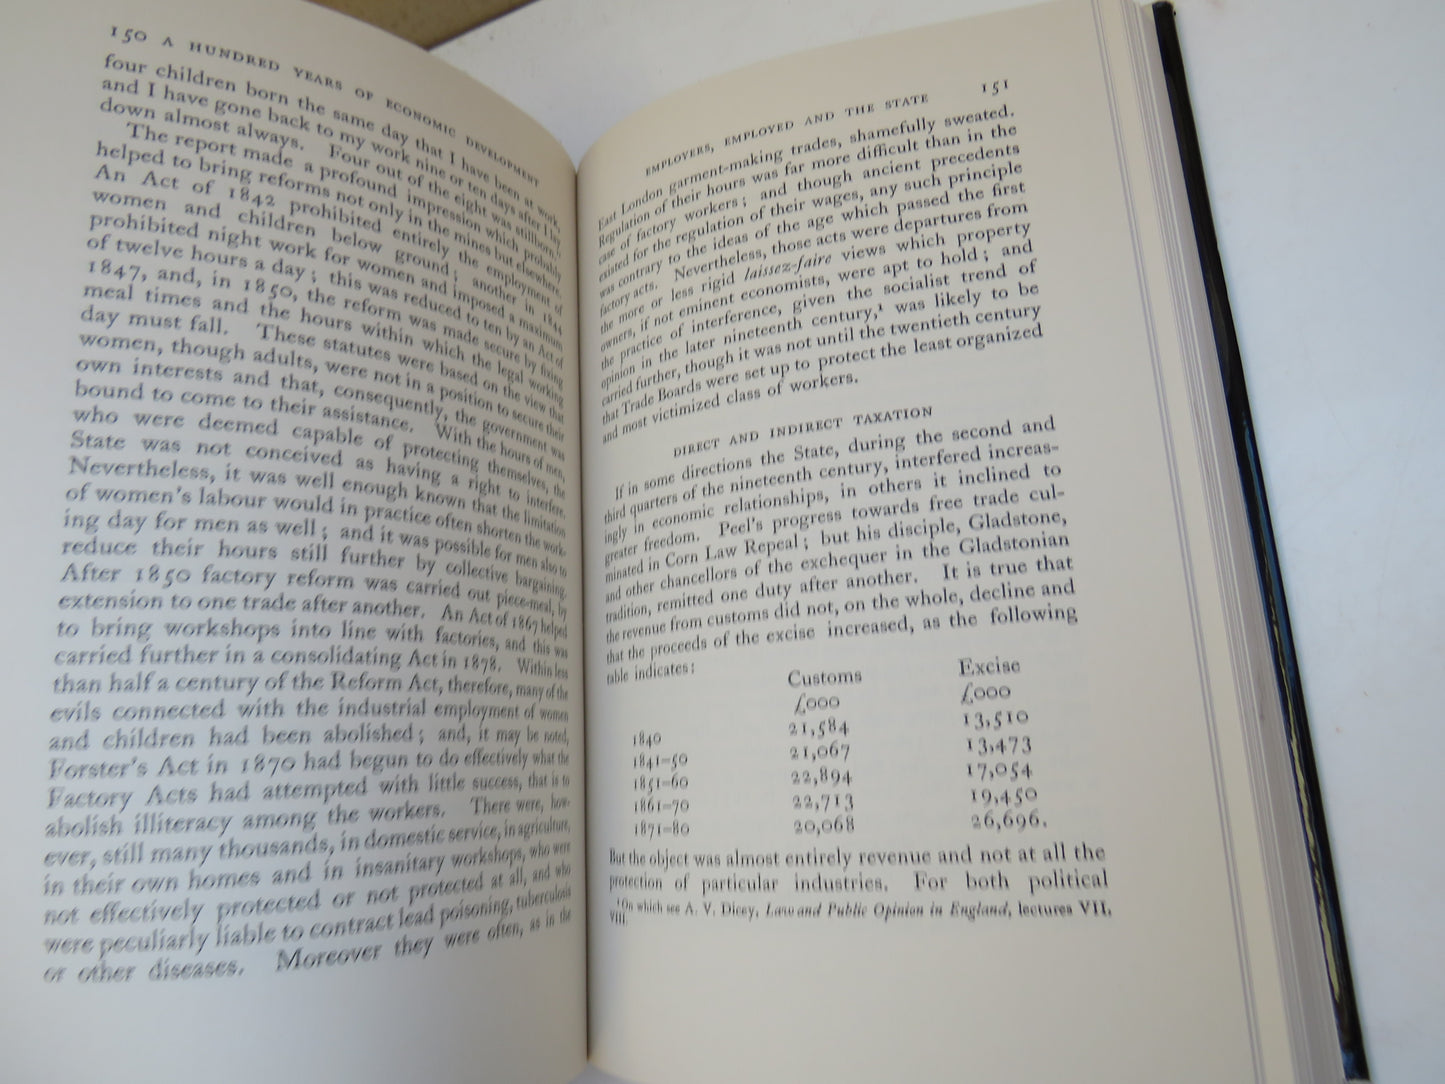 150 A HUNDRED YEARS OF ECONOMIC DEVELOPMENT
four children born the same day that I have been at work,
and I have gone back to my work nine or ten days after I lay
down almost always. Four out of the eight was stillborn."
The report made a profound impression which probably
helped to bring reforms not only in the mines but elsewhere.
An Act of 1842 prohibited entirely the employment of
women and children below ground; another in 1844
prohibited night work for women and imposed a maximum
of twelve hours a day; this was reduced to ten by an Act of
1847, and, in 1850, the reform was made secure by fixing
meal times and the hours within which the legal working
day must fall. These statutes were based on the view that
women, though adults, were not in a position to secure their
own interests and that, consequently, the government was
bound to come to their assistance. With the hours of men,
who were deemed capable of protecting themselves, the
State was not conceived as having a right to interfere.
Nevertheless, it was well enough known that the limitation
of women's labour would in practice often shorten the work-
ing day for men as well; and it was possible for men also to
reduce their hours still further by collective bargaining.
After 1850 factory reform was carried out piece-meal, by
extension to one trade after another. An Act of 1867 helped
to bring workshops into line with factories, and this was
carried further in a consolidating Act in 1878. Within less
than half a century of the Reform Act, therefore, many of the
evils connected with the industrial employment of women
and children had been abolished; and, it may be noted,
Forster's Act in 1870 had begun to do effectively what the
Factory Acts had attempted with little success, that is to
abolish illiteracy among the workers. There were, how-
ever, still many thousands, in domestic service, in agriculture,
in their own homes and in insanitary workshops, who were
not effectively protected or not protected at all, and who
were peculiarly liable to contract lead poisoning, tuberculosis
or other diseases. Moreover they were often, as in the
EMPLOYERS, EMPLOYED AND THE STATE 151
East London garment-making trades, shamefully sweated.
Regulation of their hours was far more difficult than in the
case of factory workers; and though ancient precedents
existed for the regulation of their wages, any such principle
was contrary to the ideas of the age which passed the first
factory acts. Nevertheless, those acts were departures from
the more or less rigid laissez-faire views which property
owners, if not eminent economists, were apt to hold; and
the practice of interference, given the socialist trend of
opinion in the later nineteenth century,¹ was likely to be
carried further, though it was not until the twentieth century
that Trade Boards were set up to protect the least organized
and most victimized class of workers.
DIRECT AND INDIRECT TAXATION
If in some directions the State, during the second and
third quarters of the nineteenth century, interfered increas-
ingly in economic relationships, in others it inclined to
greater freedom. Peel's progress towards free trade cul-
minated in Corn Law Repeal; but his disciple, Gladstone,
and other chancellors of the exchequer in the Gladstonian
tradition, remitted one duty after another. It is true that
the revenue from customs did not, on the whole, decline and
that the proceeds of the excise increased, as the following
table indicates:
Customs Excise
£000 £000
1840 21,584 13,510
1841-50 21,067 13,473
1851-60 22,894 17,054
1861-70 22,713 19,450
1871-80 20,068 26,696.
But the object was almost entirely revenue and not at all the
protection of particular industries. For both political
¹ On which see A. V. Dicey, Law and Public Opinion in England, lectures VII,
VIII.